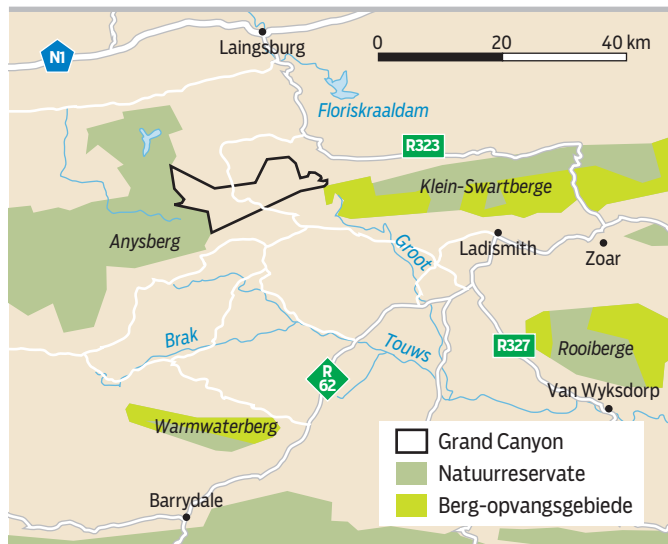 N1
Laingsburg
0 20 40 km
Floriskraaldam
R323
Klein-Swartberge
Anysberg
Groot
Ladismith
Zoar
Brak
Touws
R327
Rooiberge
R
62
Van Wyksdorp
Warmwaterberg
Grand Canyon
Natuurreservate
Berg-opvangsgebiede
Barrydale